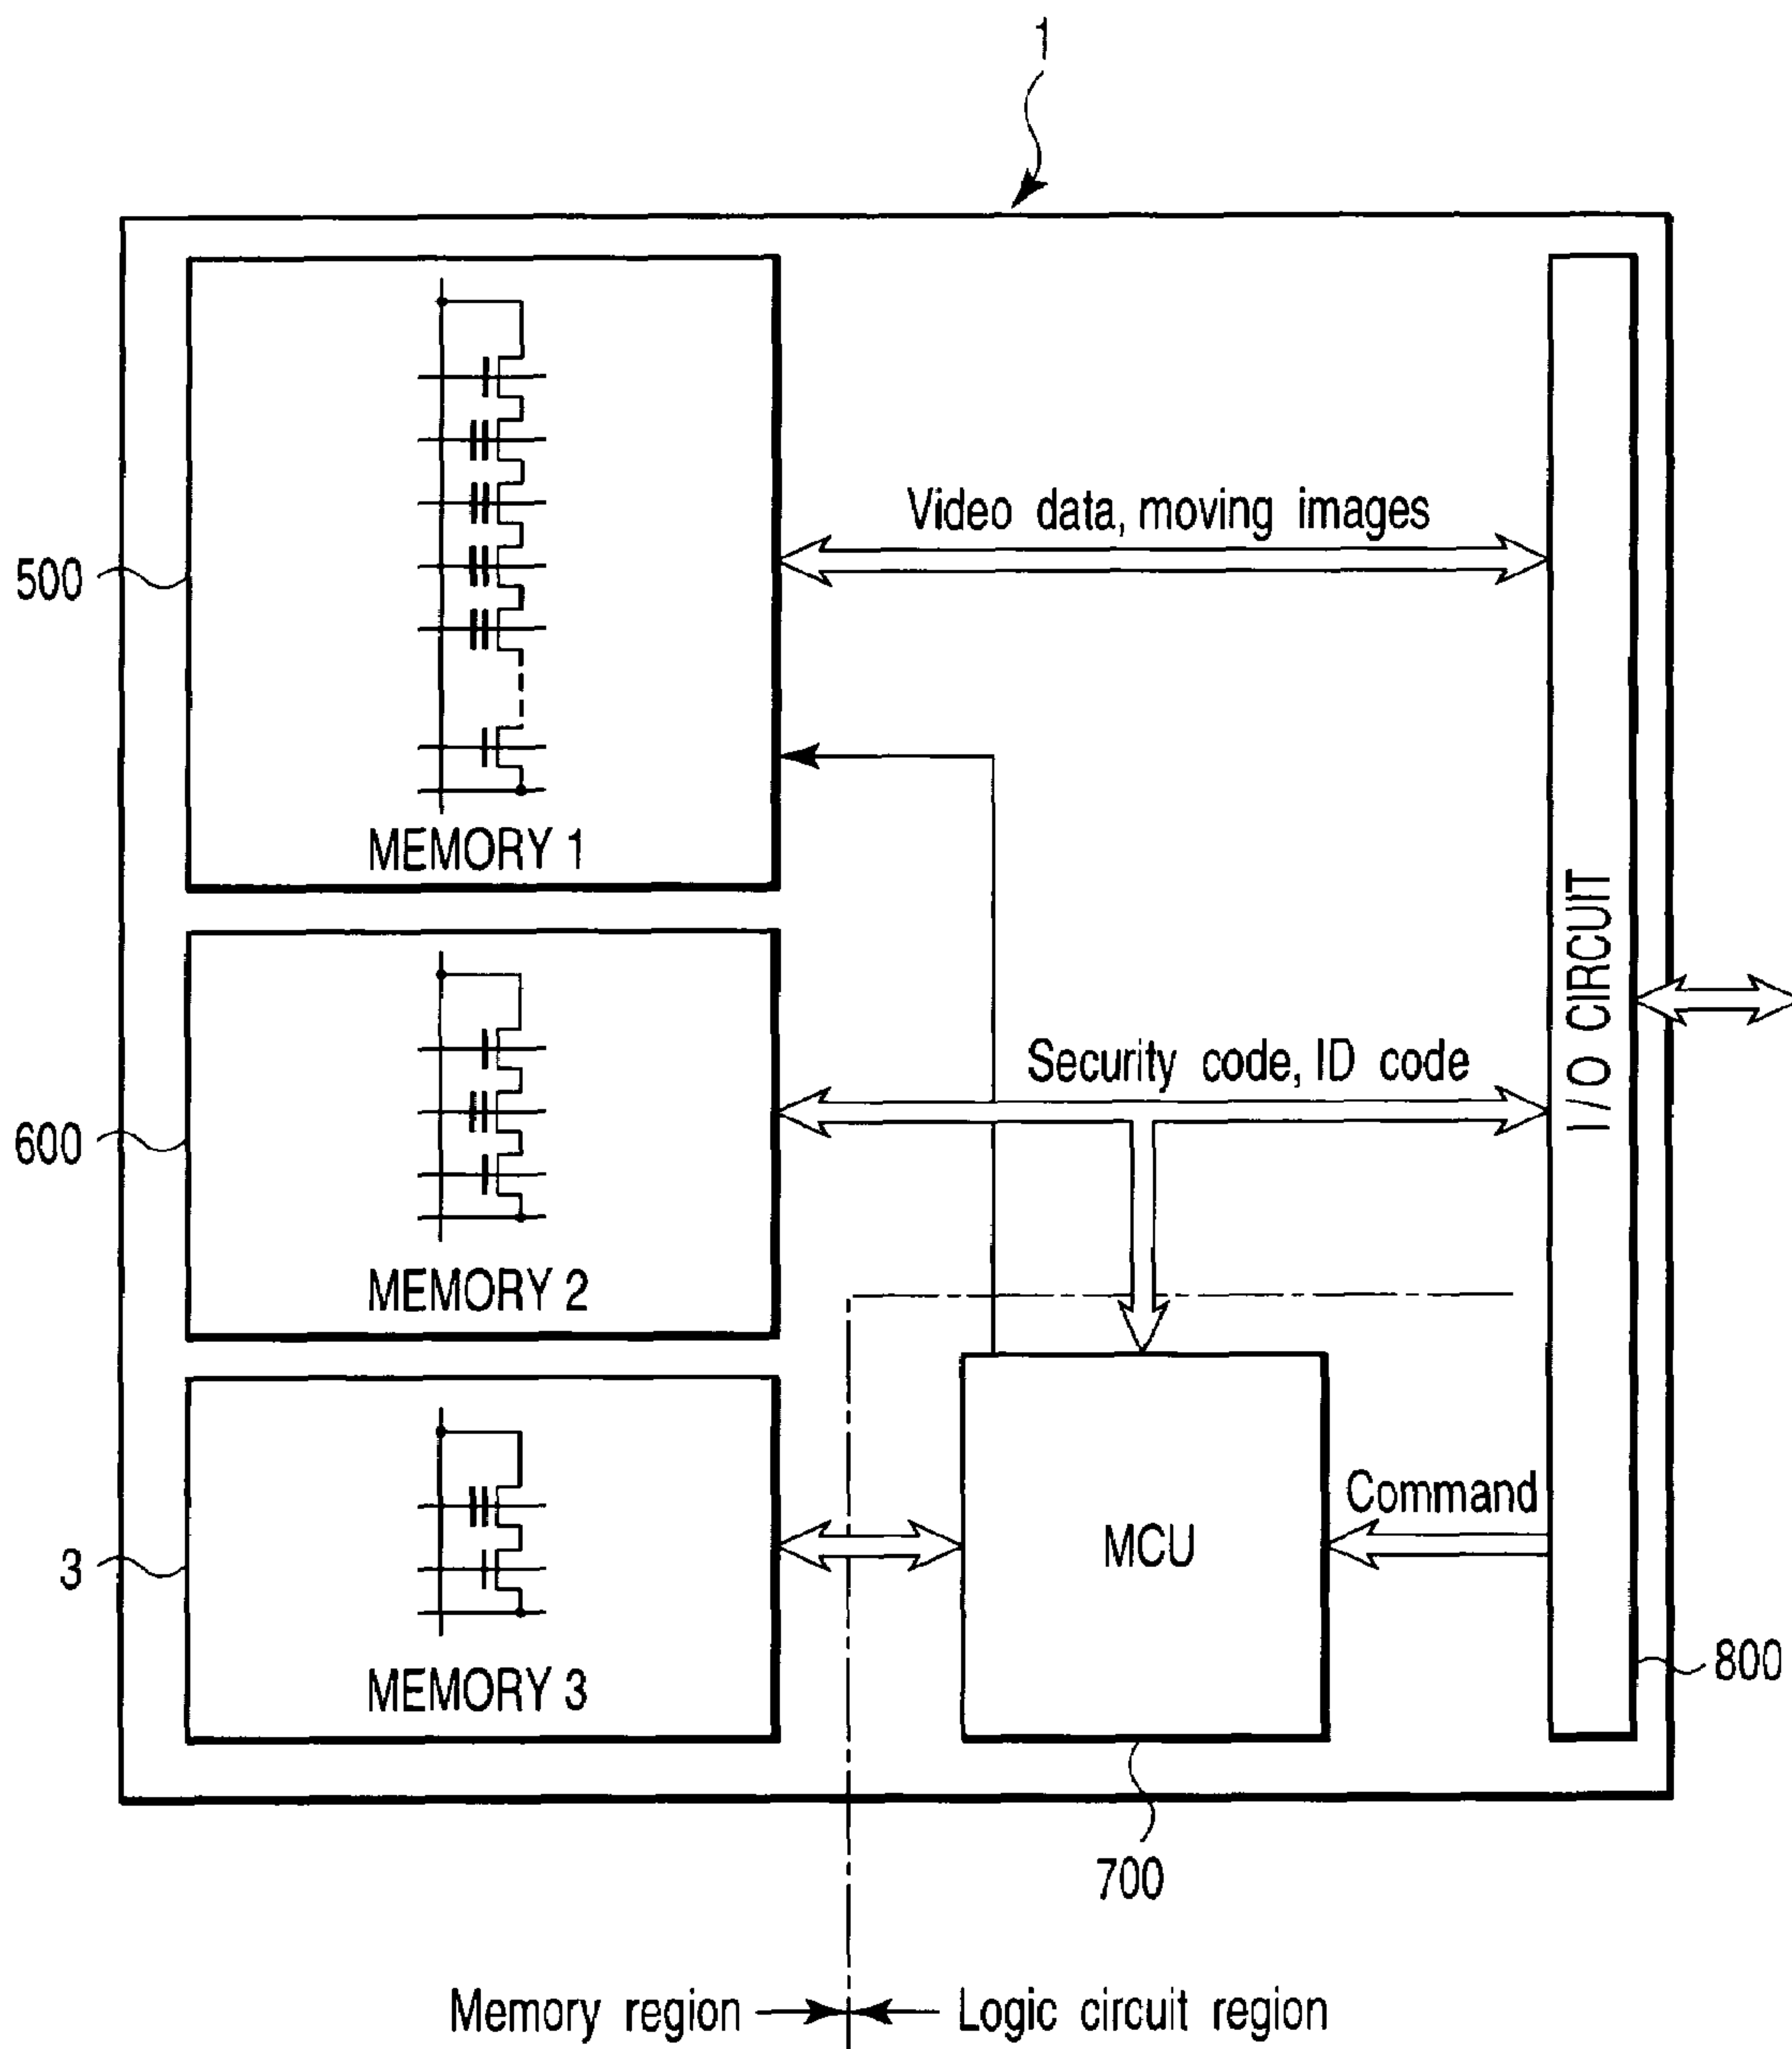 1
500
MEMORY 1
Video data, moving images
I/O CIRCUIT
600
MEMORY 2
Security code, ID code
3
MEMORY 3
MCU
Command
800
700
Memory region
Logic circuit region